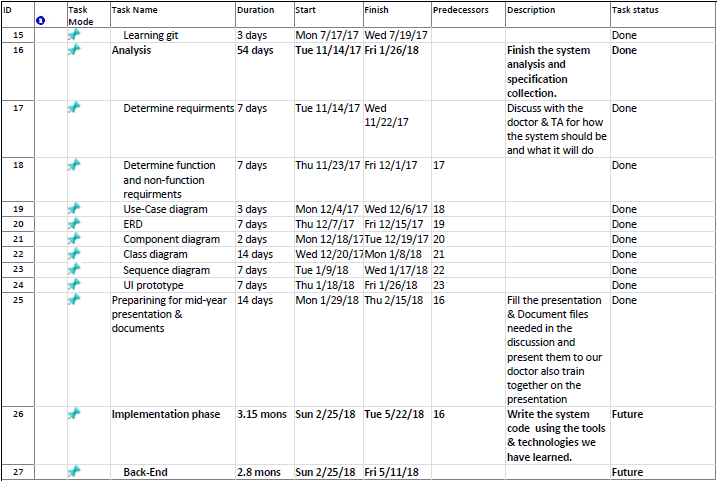 ID Task Mode Task Name Duration Start Finish Predecessors Description Task status
15 Learning git 3 days Mon 7/17/17 Wed 7/19/17 Done
16 Analysis 54 days Tue 11/14/17 Fri 1/26/18 Finish the system analysis and specification collection. Done
17 Determine requirments 7 days Tue 11/14/17 Wed 11/22/17 Discuss with the doctor & TA for how the system should be and what it will do Done
18 Determine function and non-function requirments 7 days Thu 11/23/17 Fri 12/1/17 17 Done
19 Use-Case diagram 3 days Mon 12/4/17 Wed 12/6/17 18 Done
20 ERD 7 days Thu 12/7/17 Fri 12/15/17 19 Done
21 Component diagram 2 days Mon 12/18/17 Tue 12/19/17 20 Done
22 Class diagram 14 days Wed 12/20/17 Mon 1/8/18 21 Done
23 Sequence diagram 7 days Tue 1/9/18 Wed 1/17/18 22 Done
24 UI prototype 7 days Thu 1/18/18 Fri 1/26/18 23 Done
25 Preparining for mid-year presentation & documents 14 days Mon 1/29/18 Thu 2/15/18 16 Fill the presentation & Document files needed in the discussion and present them to our doctor also train together on the presentation Done
26 Implementation phase 3.15 mons Sun 2/25/18 Tue 5/22/18 16 Write the system code using the tools & technologies we have learned. Future
27 Back-End 2.8 mons Sun 2/25/18 Fri 5/11/18 Future